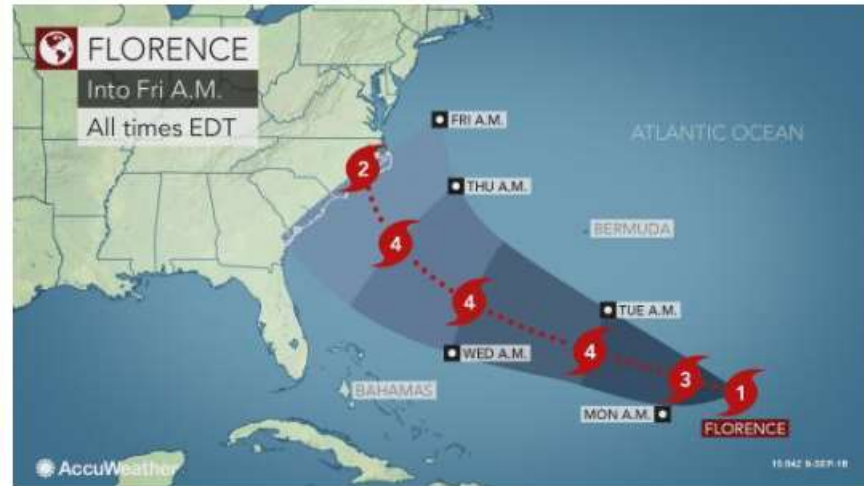 FLORENCE
Into Fri A.M.
All times EDT
FRI A.M.
ATLANTIC OCEAN
2
THU A.M.
BERMUDA
4
4
TUE A.M.
4
WED A.M.
3
1
BAHAMAS
MON A.M.
FLORENCE
AccuWeather